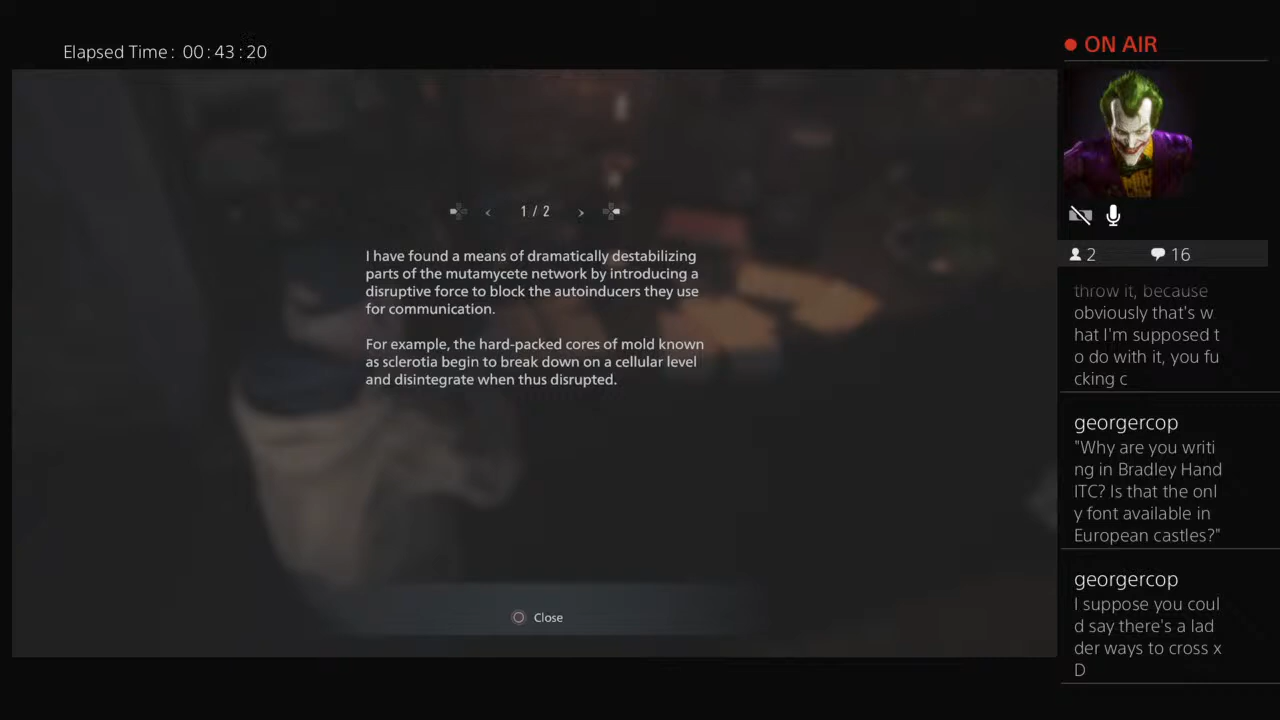 Elapsed Time: 00:43:20
ON AIR
1 / 2
I have found a means of dramatically destabilizing
parts of the mutamycete network by introducing a
disruptive force to block the autoinducers they use
for communication.
For example, the hard-packed cores of mold known
as sclerotia begin to break down on a cellular level
and disintegrate when thus disrupted.
Close
2
16
throw it, because
obviously that's w
hat I'm supposed t
o do with it, you fu
cking c
georgercop
"Why are you writi
ng in Bradley Hand
ITC? Is that the onl
y font available in
European castles?"
georgercop
I suppose you coul
d say there's a lad
der ways to cross x
D